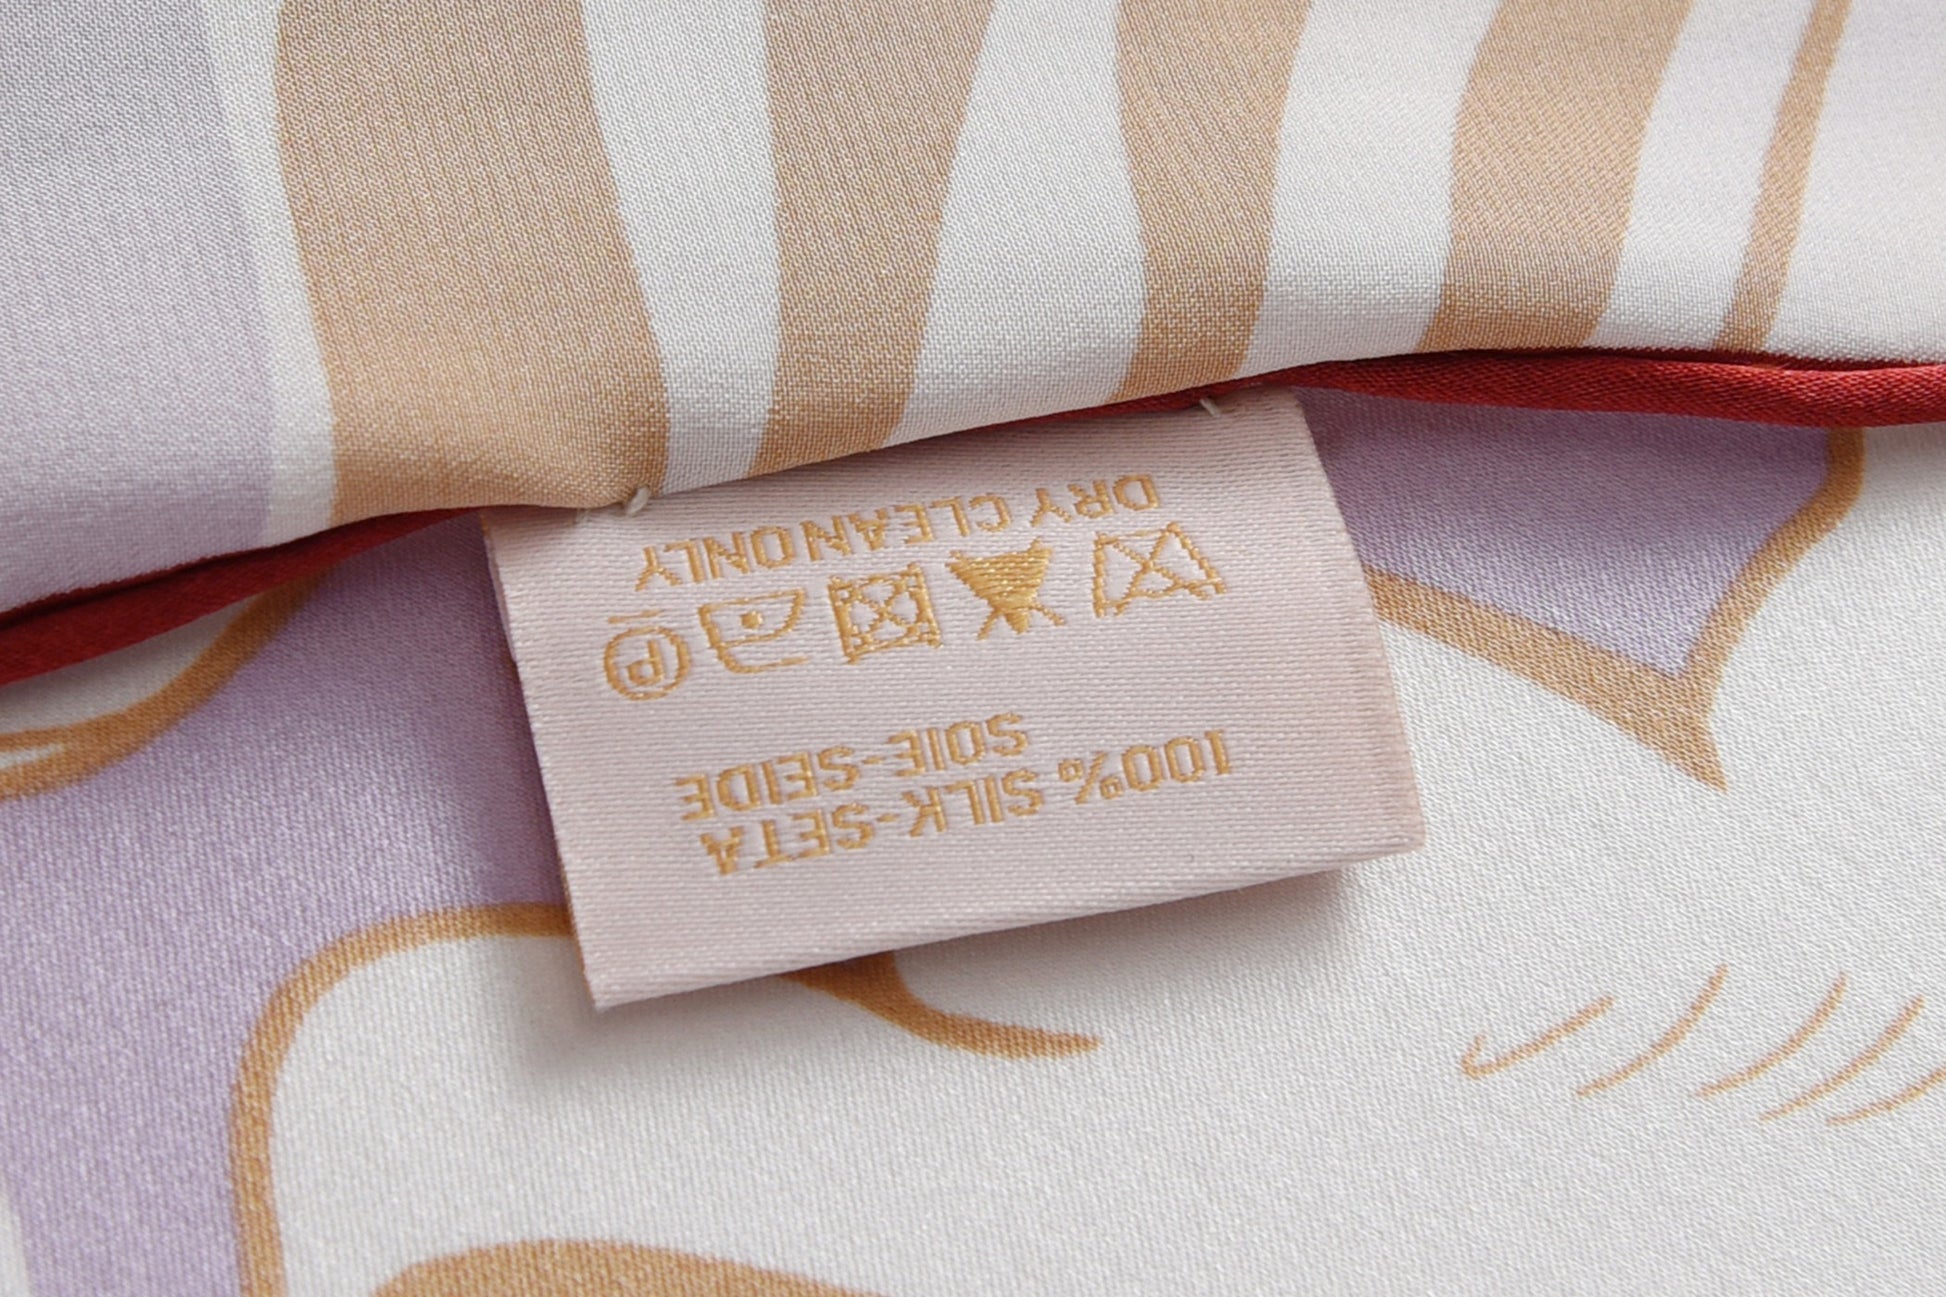 100% SILK-SETA
SOIE-SEIDE
P
DRY CLEAN ONLY